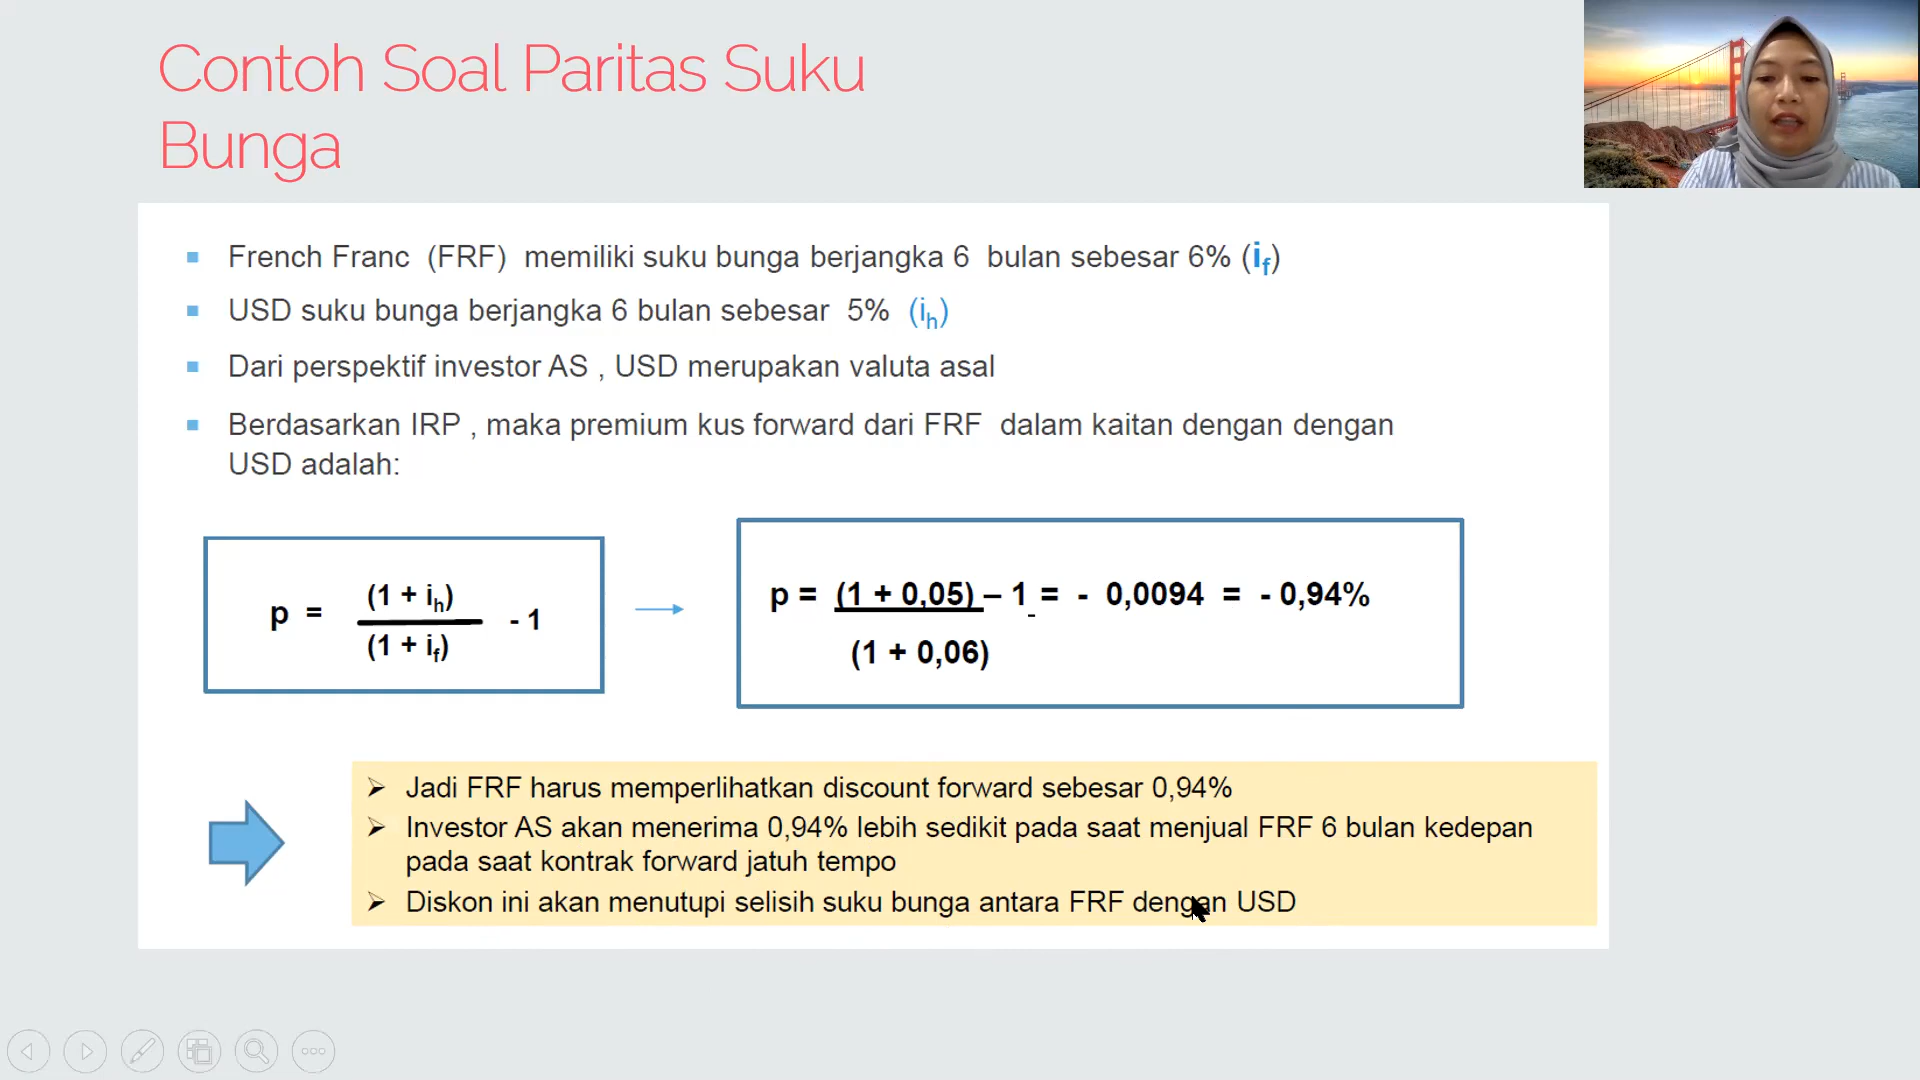 Contoh Soal Paritas Suku
Bunga
French Franc (FRF) memiliki suku bunga berjangka 6 bulan sebesar 6% (if)
USD suku bunga berjangka 6 bulan sebesar 5% (ih)
Dari perspektif investor AS , USD merupakan valuta asal
Berdasarkan IRP , maka premium kus forward dari FRF dalam kaitan dengan dengan
USD adalah:
p = (1 + ih) - 1
(1 + if)
p = (1 + 0,05) – 1 = - 0,0094 = - 0,94%
(1 + 0,06)
➢ Jadi FRF harus memperlihatkan discount forward sebesar 0,94%
➢ Investor AS akan menerima 0,94% lebih sedikit pada saat menjual FRF 6 bulan kedepan
pada saat kontrak forward jatuh tempo
➢ Diskon ini akan menutupi selisih suku bunga antara FRF dengan USD